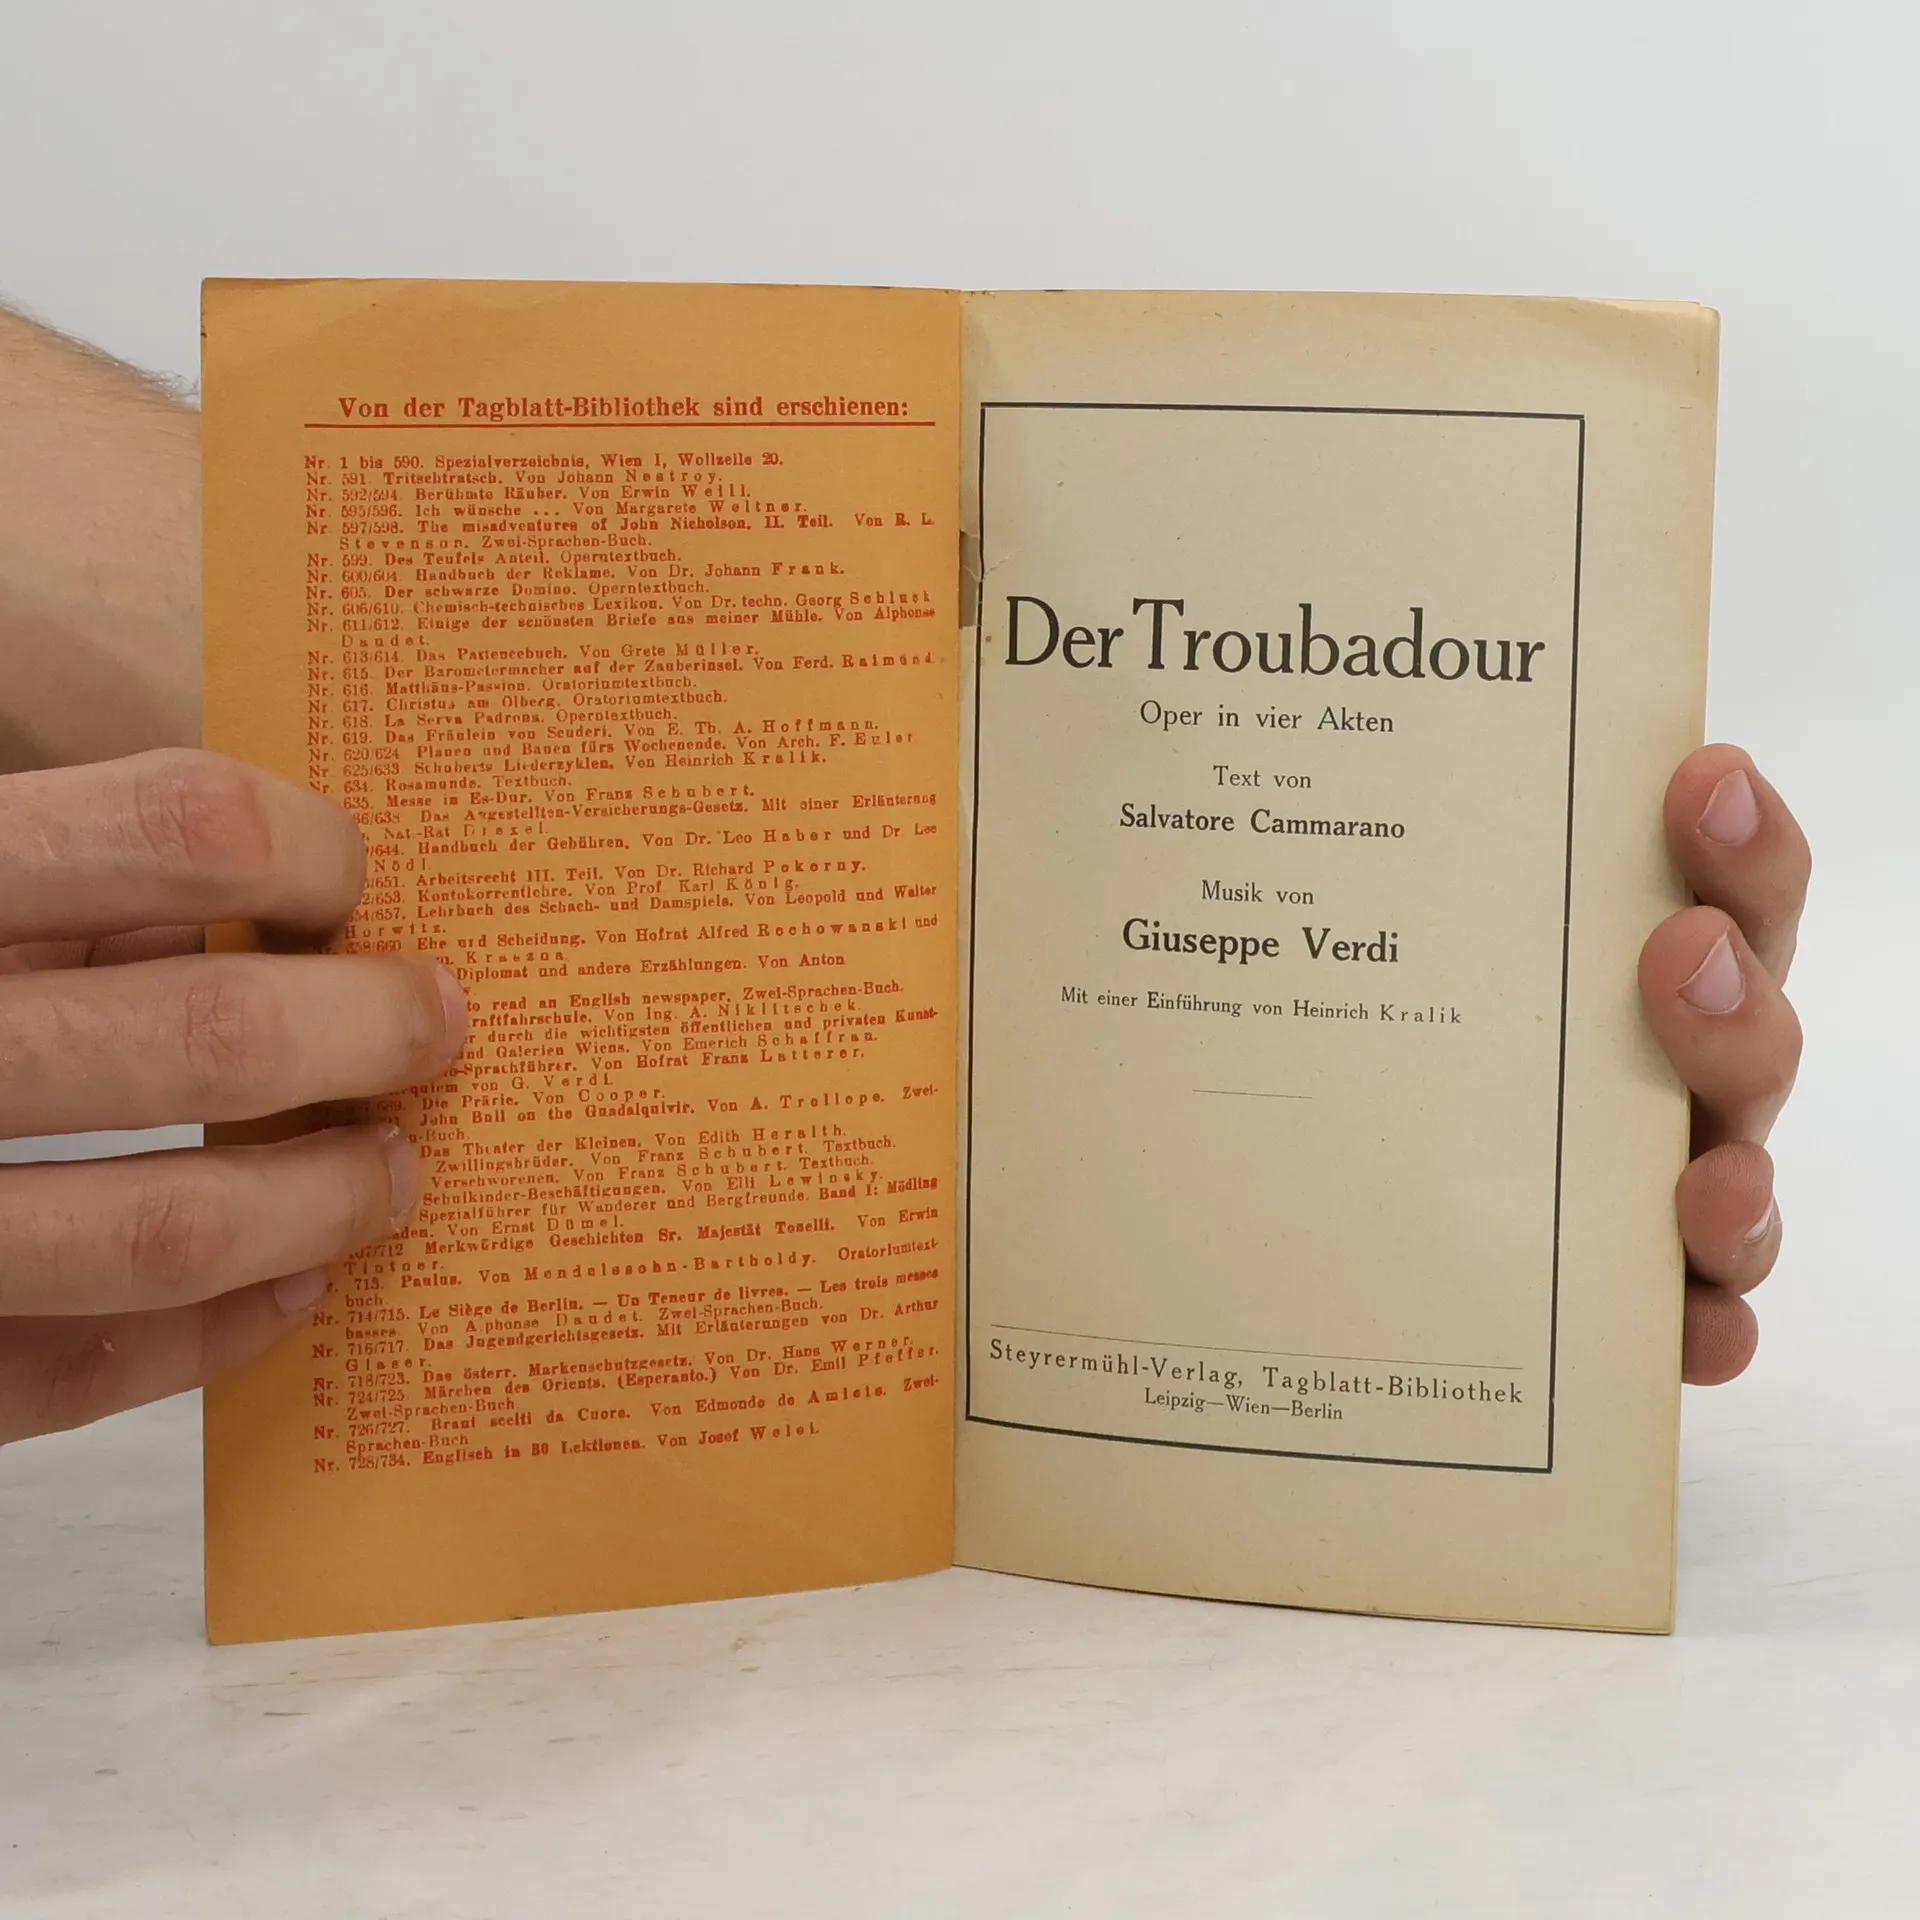 Von der Tagblatt-Bibliothek sind erschienen:
Nr. 1 bis 590. Spezialverzeichnis, Wien I, Wollzeile 20.
Nr. 591. Tritschtratsch. Von Johann Nestroy.
Nr. 592/594. Berühmte Räuber. Von Erwin Weill.
Nr. 595/596. Ich wünsche ... Von Margarete Weltner.
Nr. 597/598. The misadventures of John Nicholson. II. Teil. Von R. L.
Stevenson. Zwei-Sprachen-Buch.
Nr. 599. Des Teufels Anteil. Operntextbuch.
Nr. 600/604. Handbuch der Reklame. Von Dr. Johann Frank.
Nr. 605. Der schwarze Domino. Operntextbuch.
Nr. 606/610. Chemisch-technisches Lexikon. Von Dr. techn. Georg
Nr. 611/612. Einige der schönsten Briefe aus meiner Mühle. Von Alphonse
Daudet.
Nr. 613/614. Das Patiencebuch. Von Grete Müller.
Nr. 615. Der Barometermacher auf der Zauberinsel. Von Ferd. Raimund.
Nr. 616. Matthäus-Passion. Oratoriumtextbuch.
Nr. 617. Christus am Ölberg. Oratoriumtextbuch.
Nr. 618. La Serva Padrona. Operntextbuch.
Nr. 619. Das Fräulein von Scuderi. Von E. Th. A. Hoffmann.
Nr. 620/624. Planen und Bauen fürs Wochenende. Von Arch. F. Euler
Nr. 625/633. Schuberts Liederzyklen. Von Heinrich Kralik.
Nr. 634. Rosamunde. Textbuch.
635. Messe in Es-Dur. Von Franz Schubert.
36/638 Das Angestellten-Versicherungs-Gesetz. Mit einer Erläuterung
Nat.-Rat Drexel.
/644. Handbuch der Gebühren. Von Dr. Leo Haber und Dr. Leo
Nödl.
/651. Arbeitsrecht III. Teil. Von Dr. Richard Pokorny.
2/653. Kontokorrentlehre. Von Prof. Karl König.
54/657. Lehrbuch des Schach- und Damspiels. Von Leopold und Walter
Horwitz.
658/660 Ehe und Scheidung. Von Hofrat Alfred Rochowanski und
Diplomat und andere Erzählungen. Von Anton
to read an English newspaper. Zwei-Sprachen-Buch.
raftfahrschule. Von Ing. A. Niklitschek.
r durch die wichtigsten öffentlichen und privaten Kunst-
und Galerien Wiens. Von Emerich Schaffran.
-Sprachführer. Von Hofrat Franz Latterer.
quiem von G. Verdi.
Die Prärie. Von Cooper.
John Bull on the Guadalquivir. Von A. Trollope. Zwei-
n-Buch.
Das Theater der Kleinen. Von Edith Heralth.
Zwillingsbrüder. Von Franz Schubert. Textbuch.
Verschworenen. Von Franz Schubert. Textbuch.
Schulkinder-Beschäftigungen. Von Elli Lewinsky.
Spezialführer für Wanderer und Bergfreunde. Band I: Mödling
aden. Von Ernst Dümel.
707/712 Merkwürdige Geschichten Sr. Majestät Toselli. Von Erwin
Tintner.
r. 713. Paulus. Von Mendelssohn-Bartholdy. Oratoriumtext-
buch.
Nr. 714/715. Le Siège de Berlin. — Un Teneur de livres. — Les trois messes
basses. Von Alphonse Daudet. Zwei-Sprachen-Buch.
Nr. 716/717. Das Jugendgerichtsgesetz. Mit Erläuterungen von Dr. Arthur
Glaser.
Nr. 718/723. Das österr. Markenschutzgesetz. Von Dr. Hans Werner.
Nr. 724/725. Märchen des Orients. (Esperanto.) Von Dr. Emil Pfeffer.
Zwei-Sprachen-Buch.
Nr. 726/727. Brani scelti da Cuore. Von Edmondo de Amicis. Zwei-
Sprachen-Buch
Nr. 728/734. Englisch in 30 Lektionen. Von Josef
Der Troubadour
Oper in vier Akten
Text von
Salvatore Cammarano
Musik von
Giuseppe Verdi
Mit einer Einführung von Heinrich Kralik
Steyrermühl-Verlag, Tagblatt-Bibliothek
Leipzig—Wien—Berlin